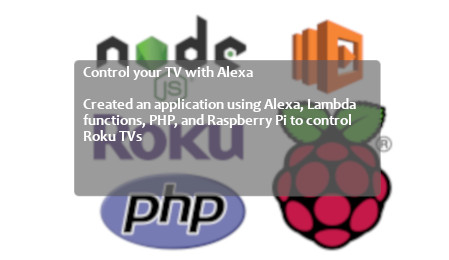 node
Control your TV with Alexa
JS
Created an application using Alexa, Lambda
functions, PHP, and Raspberry Pi to control
Roku TVs
ROKU
®
php